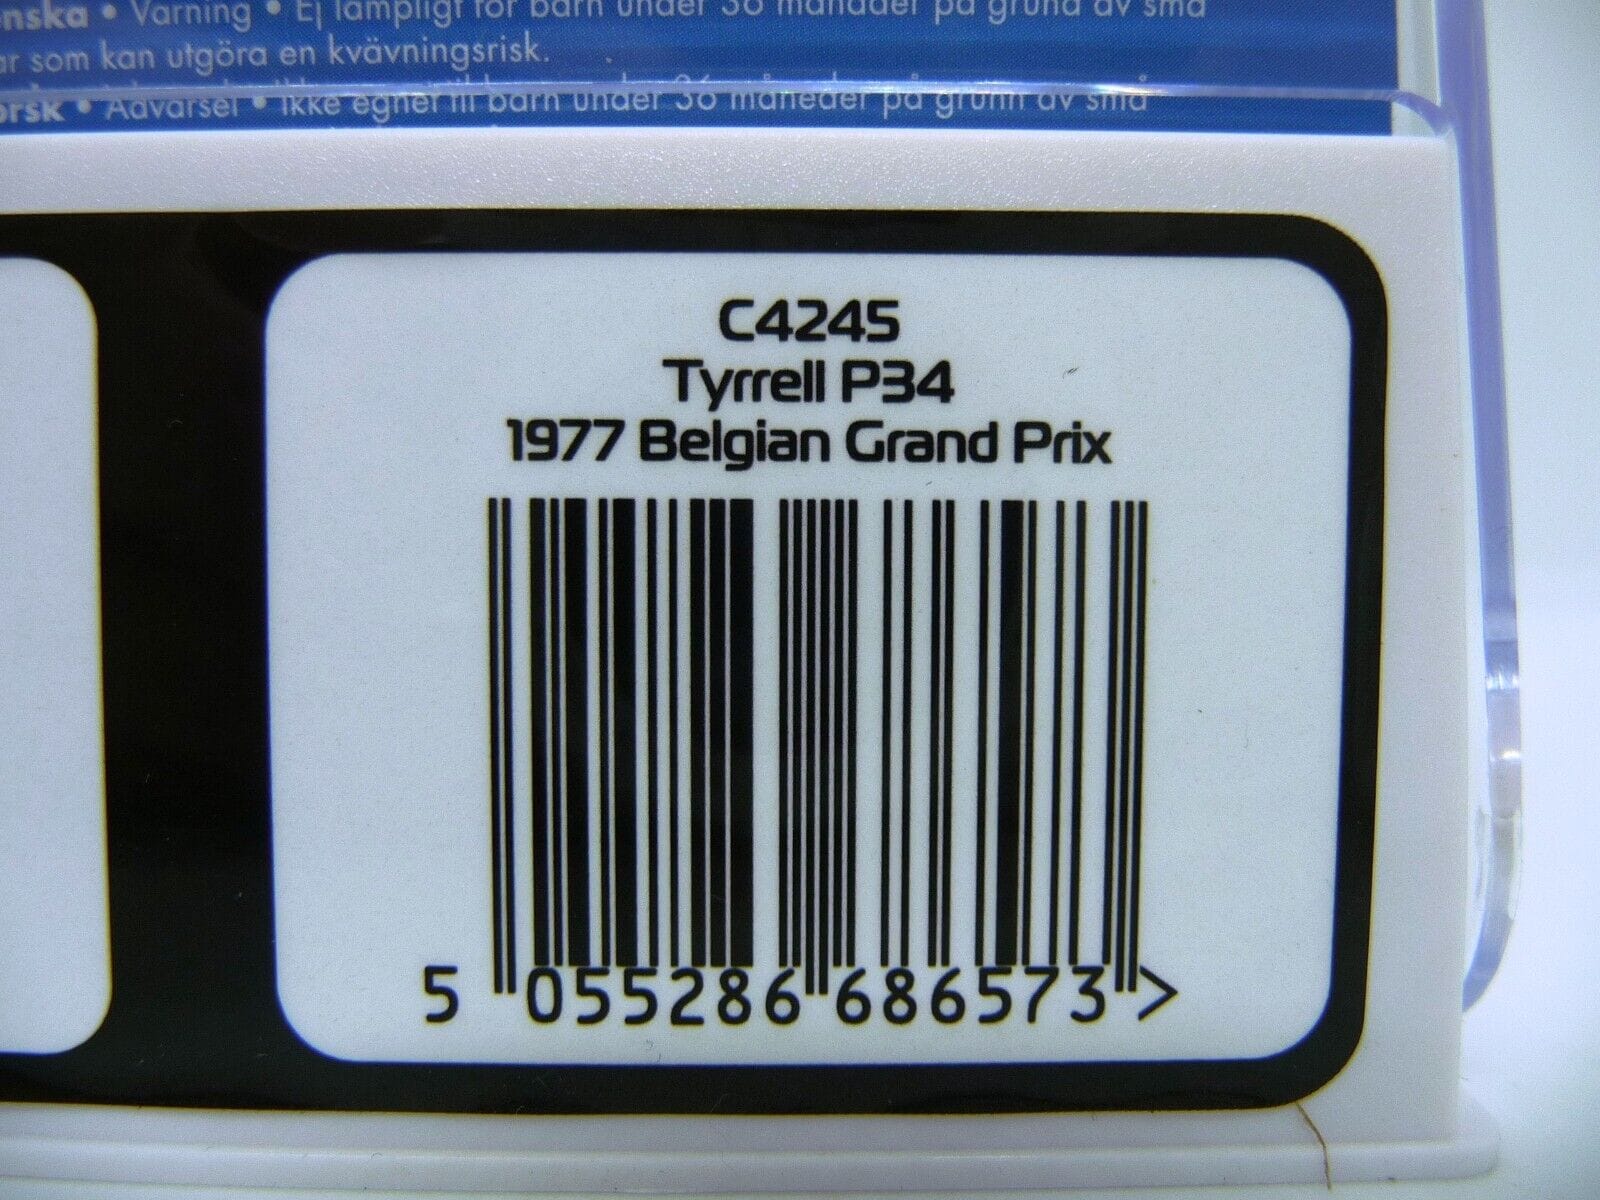 nska • Varning • Ej lämpligt för barn under 36 månader på grund av små
ar som kan utgöra en kvävningsrisk.
orsk • Advarsel • Ikke egnet til barn under 36 måneder på grunn av små
C4245
Tyrrell P34
1977 Belgian Grand Prix
5 055286 686573 >